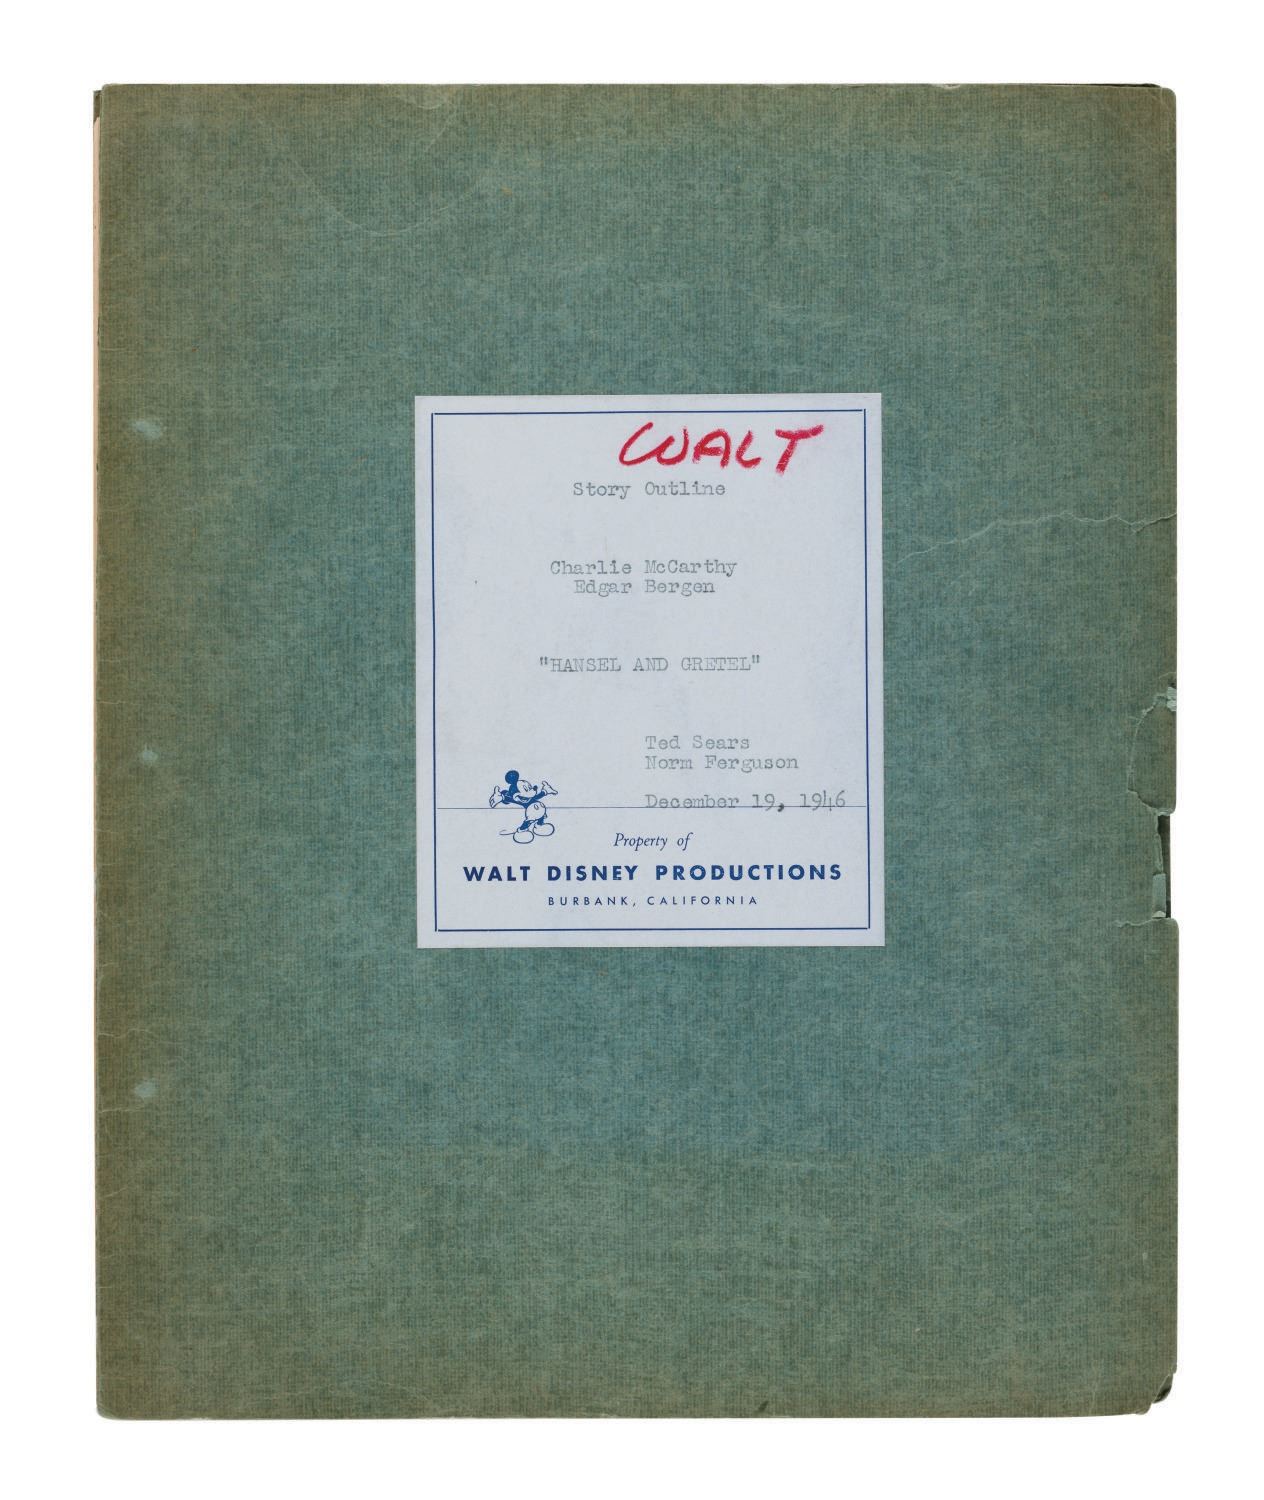 WALT
Story Outline
Charlie McCarthy
Edgar Bergen
"HANSEL AND GRETEL"
Ted Sears
Norm Ferguson
December 19, 1946
Property of
WALT DISNEY PRODUCTIONS
BURBANK, CALIFORNIA